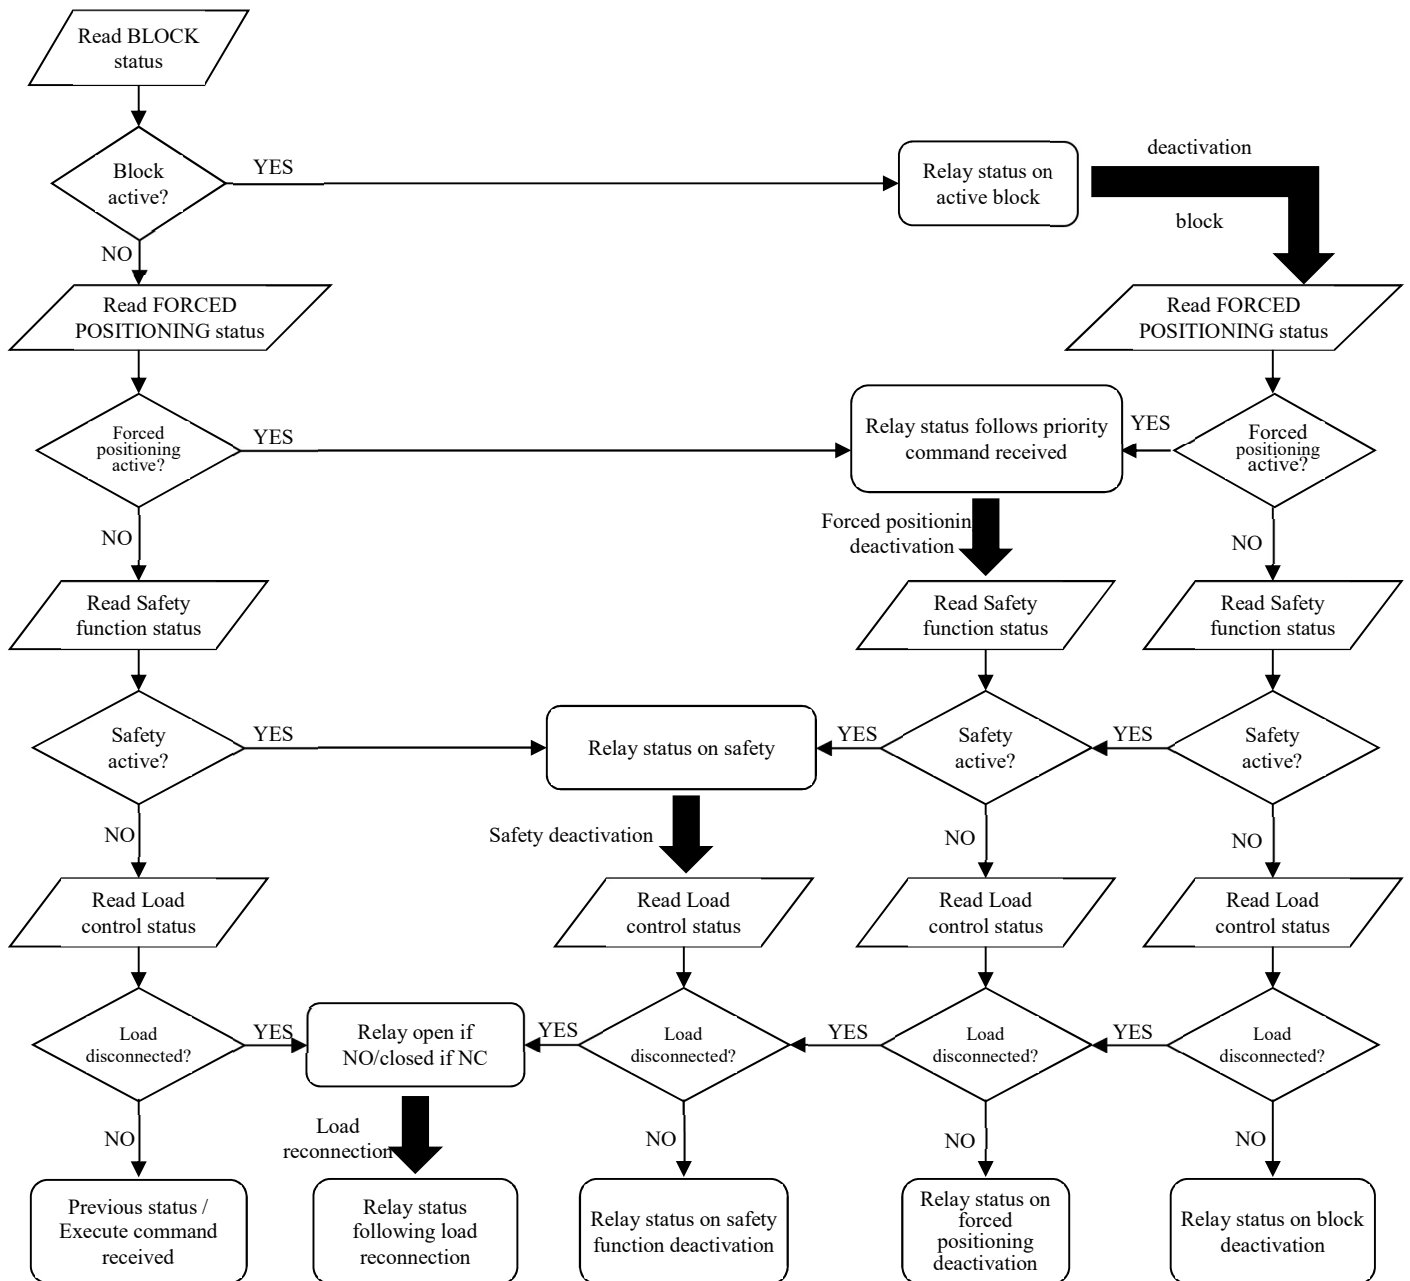 Read BLOCK
status
Block
active?
YES
Relay status on
active block
deactivation
block
NO
Read FORCED
POSITIONING status
Read FORCED
POSITIONING status
Forced
positioning
active?
YES
Relay status follows priority
command received
YES
Forced
positioning
active?
NO
Forced positionin
deactivation
NO
Read Safety
function status
Read Safety
function status
Read Safety
function status
Safety
active?
YES
Relay status on safety
YES
Safety
active?
YES
Safety
active?
NO
Safety deactivation
NO
NO
Read Load
control status
Read Load
control status
Read Load
control status
Read Load
control status
Load
disconnected?
YES
Relay open if
NO/closed if NC
YES
Load
disconnected?
YES
Load
disconnected?
YES
Load
disconnected?
NO
Load
reconnection
NO
NO
NO
Previous status /
Execute command
received
Relay status
following load
reconnection
Relay status on safety
function deactivation
Relay status on
forced
positioning
deactivation
Relay status on block
deactivation